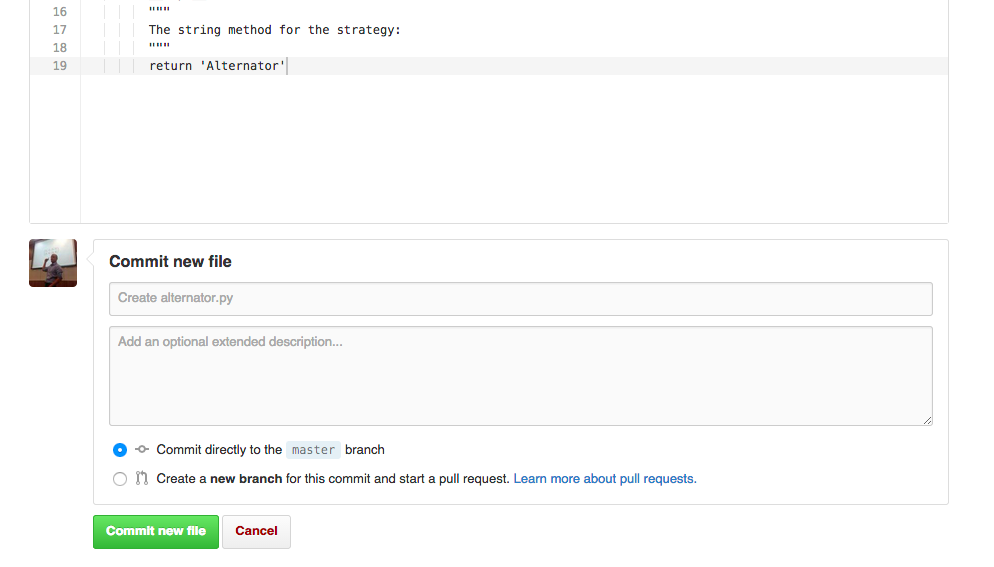 16 """
17 The string method for the strategy:
18 """
19 return 'Alternator'
Commit new file
Create alternator.py
Add an optional extended description...
Commit directly to the master branch
Create a new branch for this commit and start a pull request. Learn more about pull requests.
Commit new file Cancel